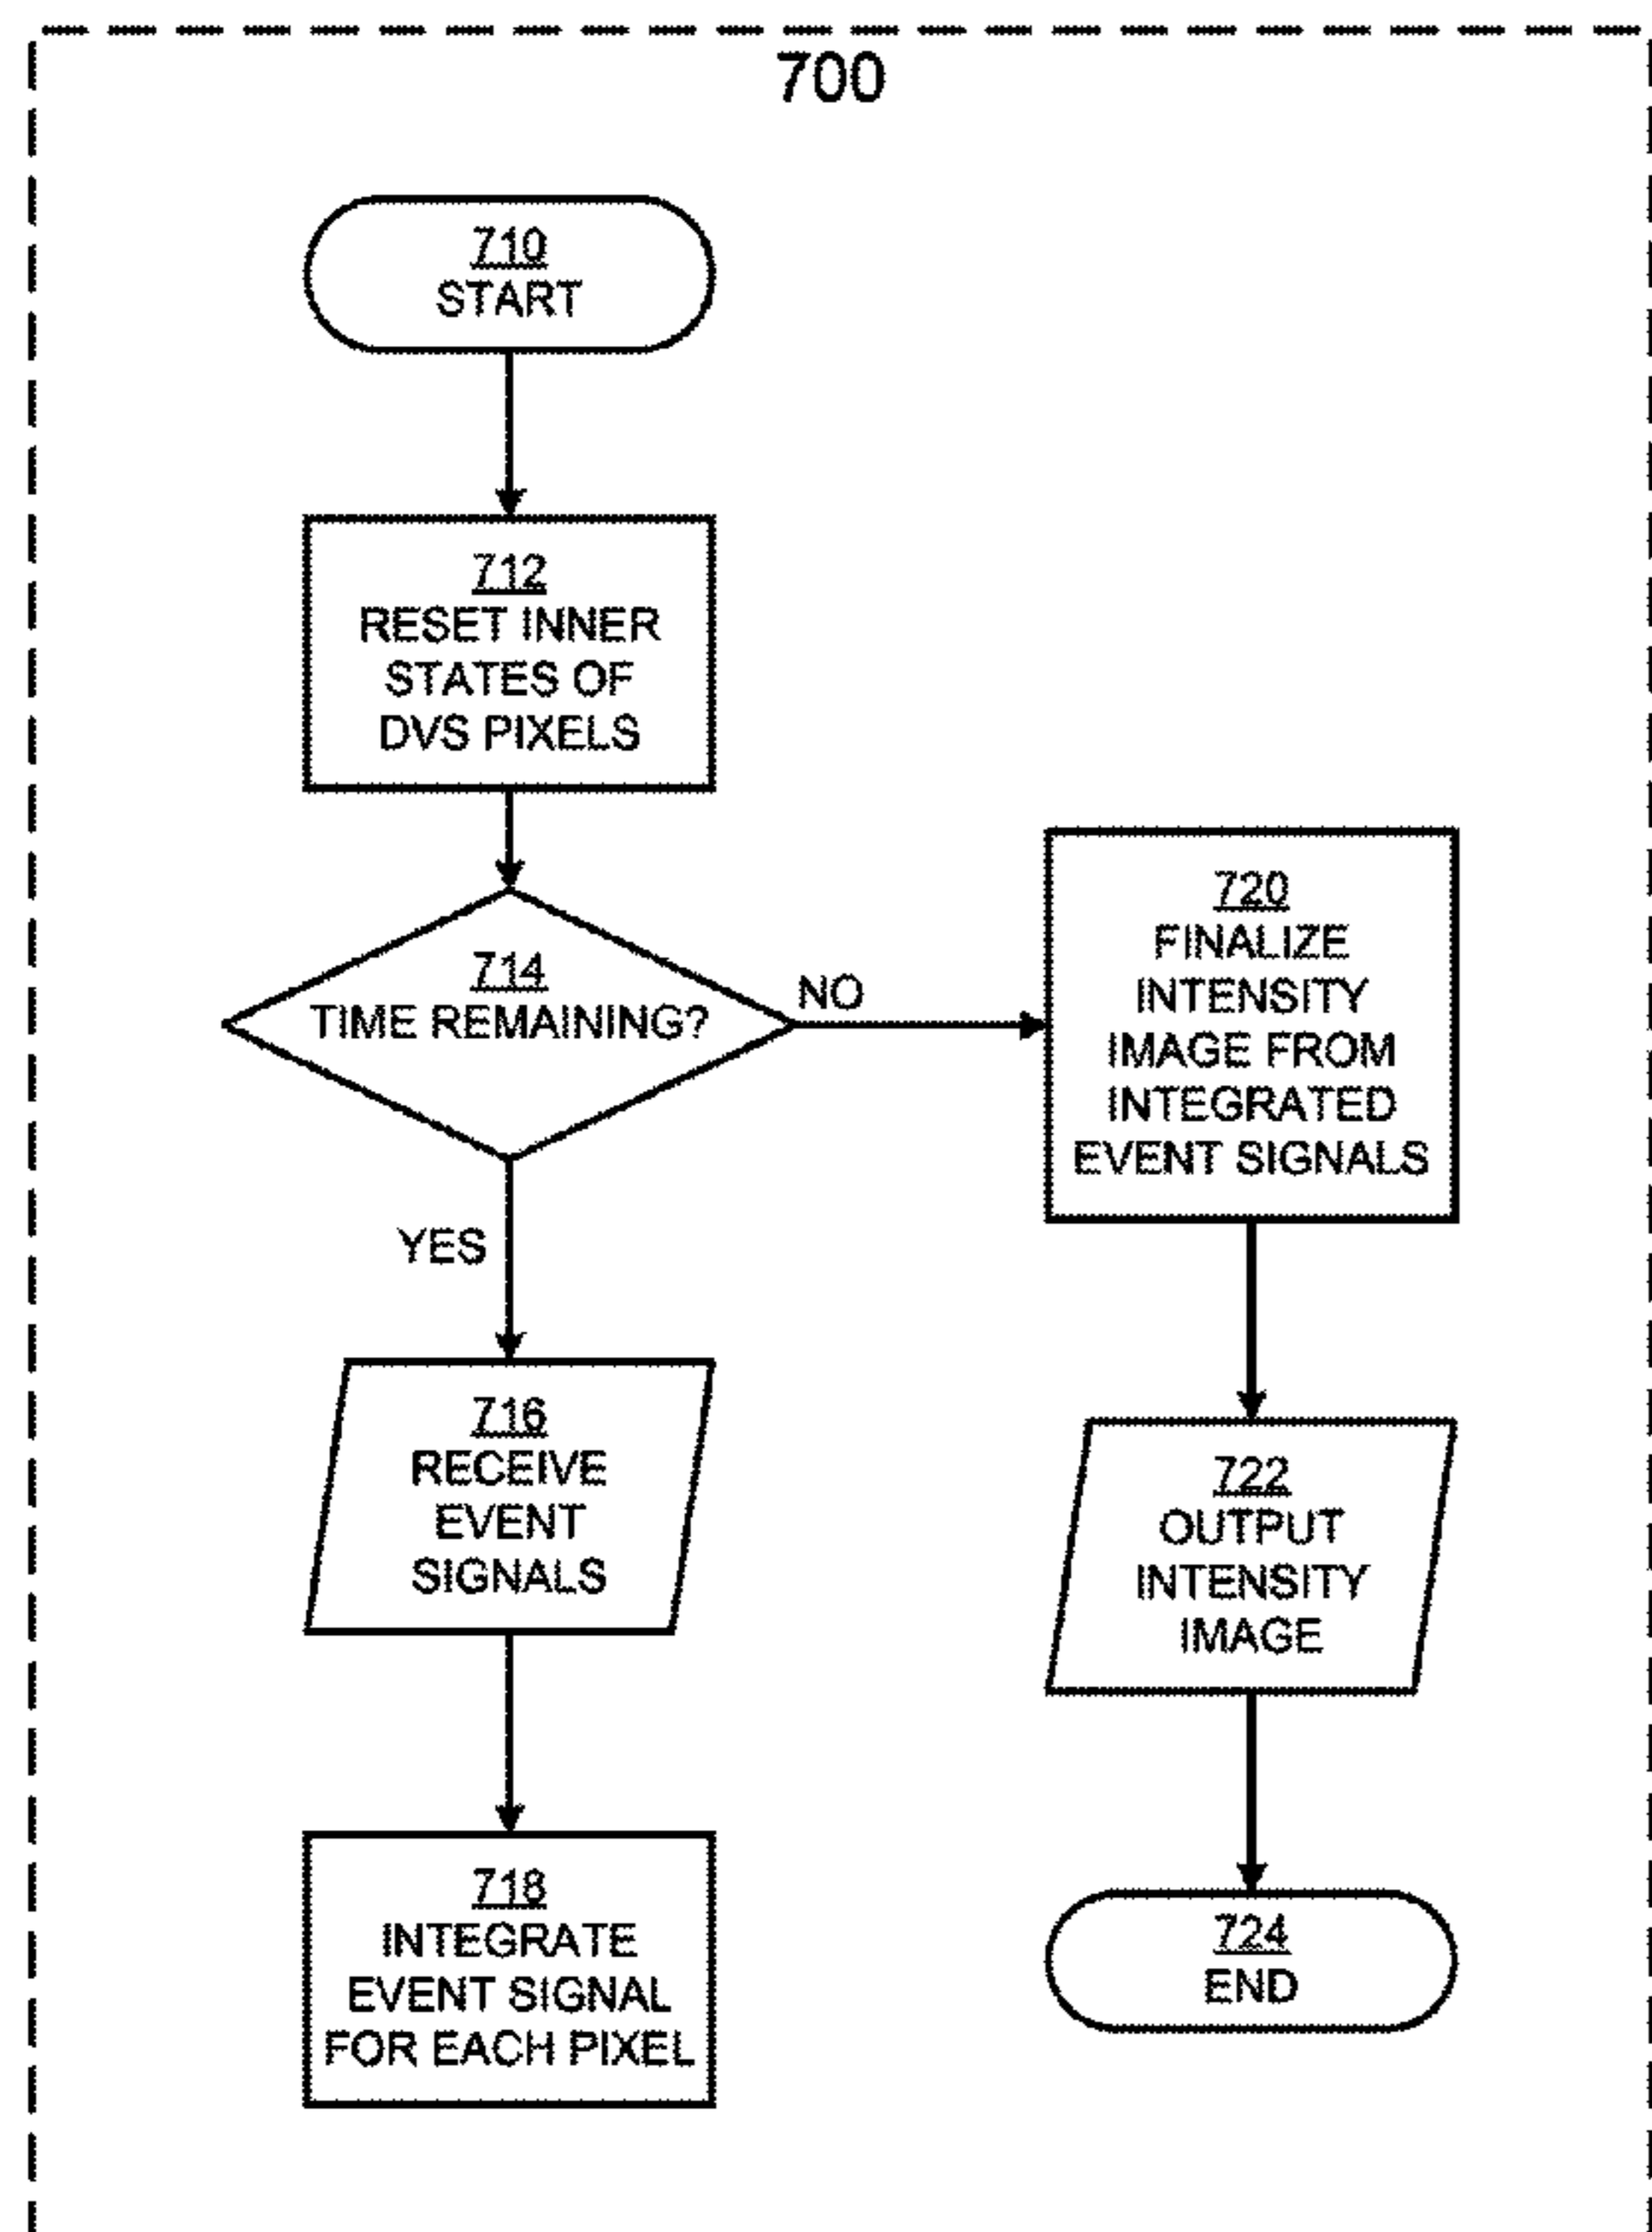 700
710
START
712
RESET INNER
STATES OF
DVS PIXELS
714
TIME REMAINING?
NO
YES
716
RECEIVE
EVENT
SIGNALS
718
INTEGRATE
EVENT SIGNAL
FOR EACH PIXEL
720
FINALIZE
INTENSITY
IMAGE FROM
INTEGRATED
EVENT SIGNALS
722
OUTPUT
INTENSITY
IMAGE
724
END